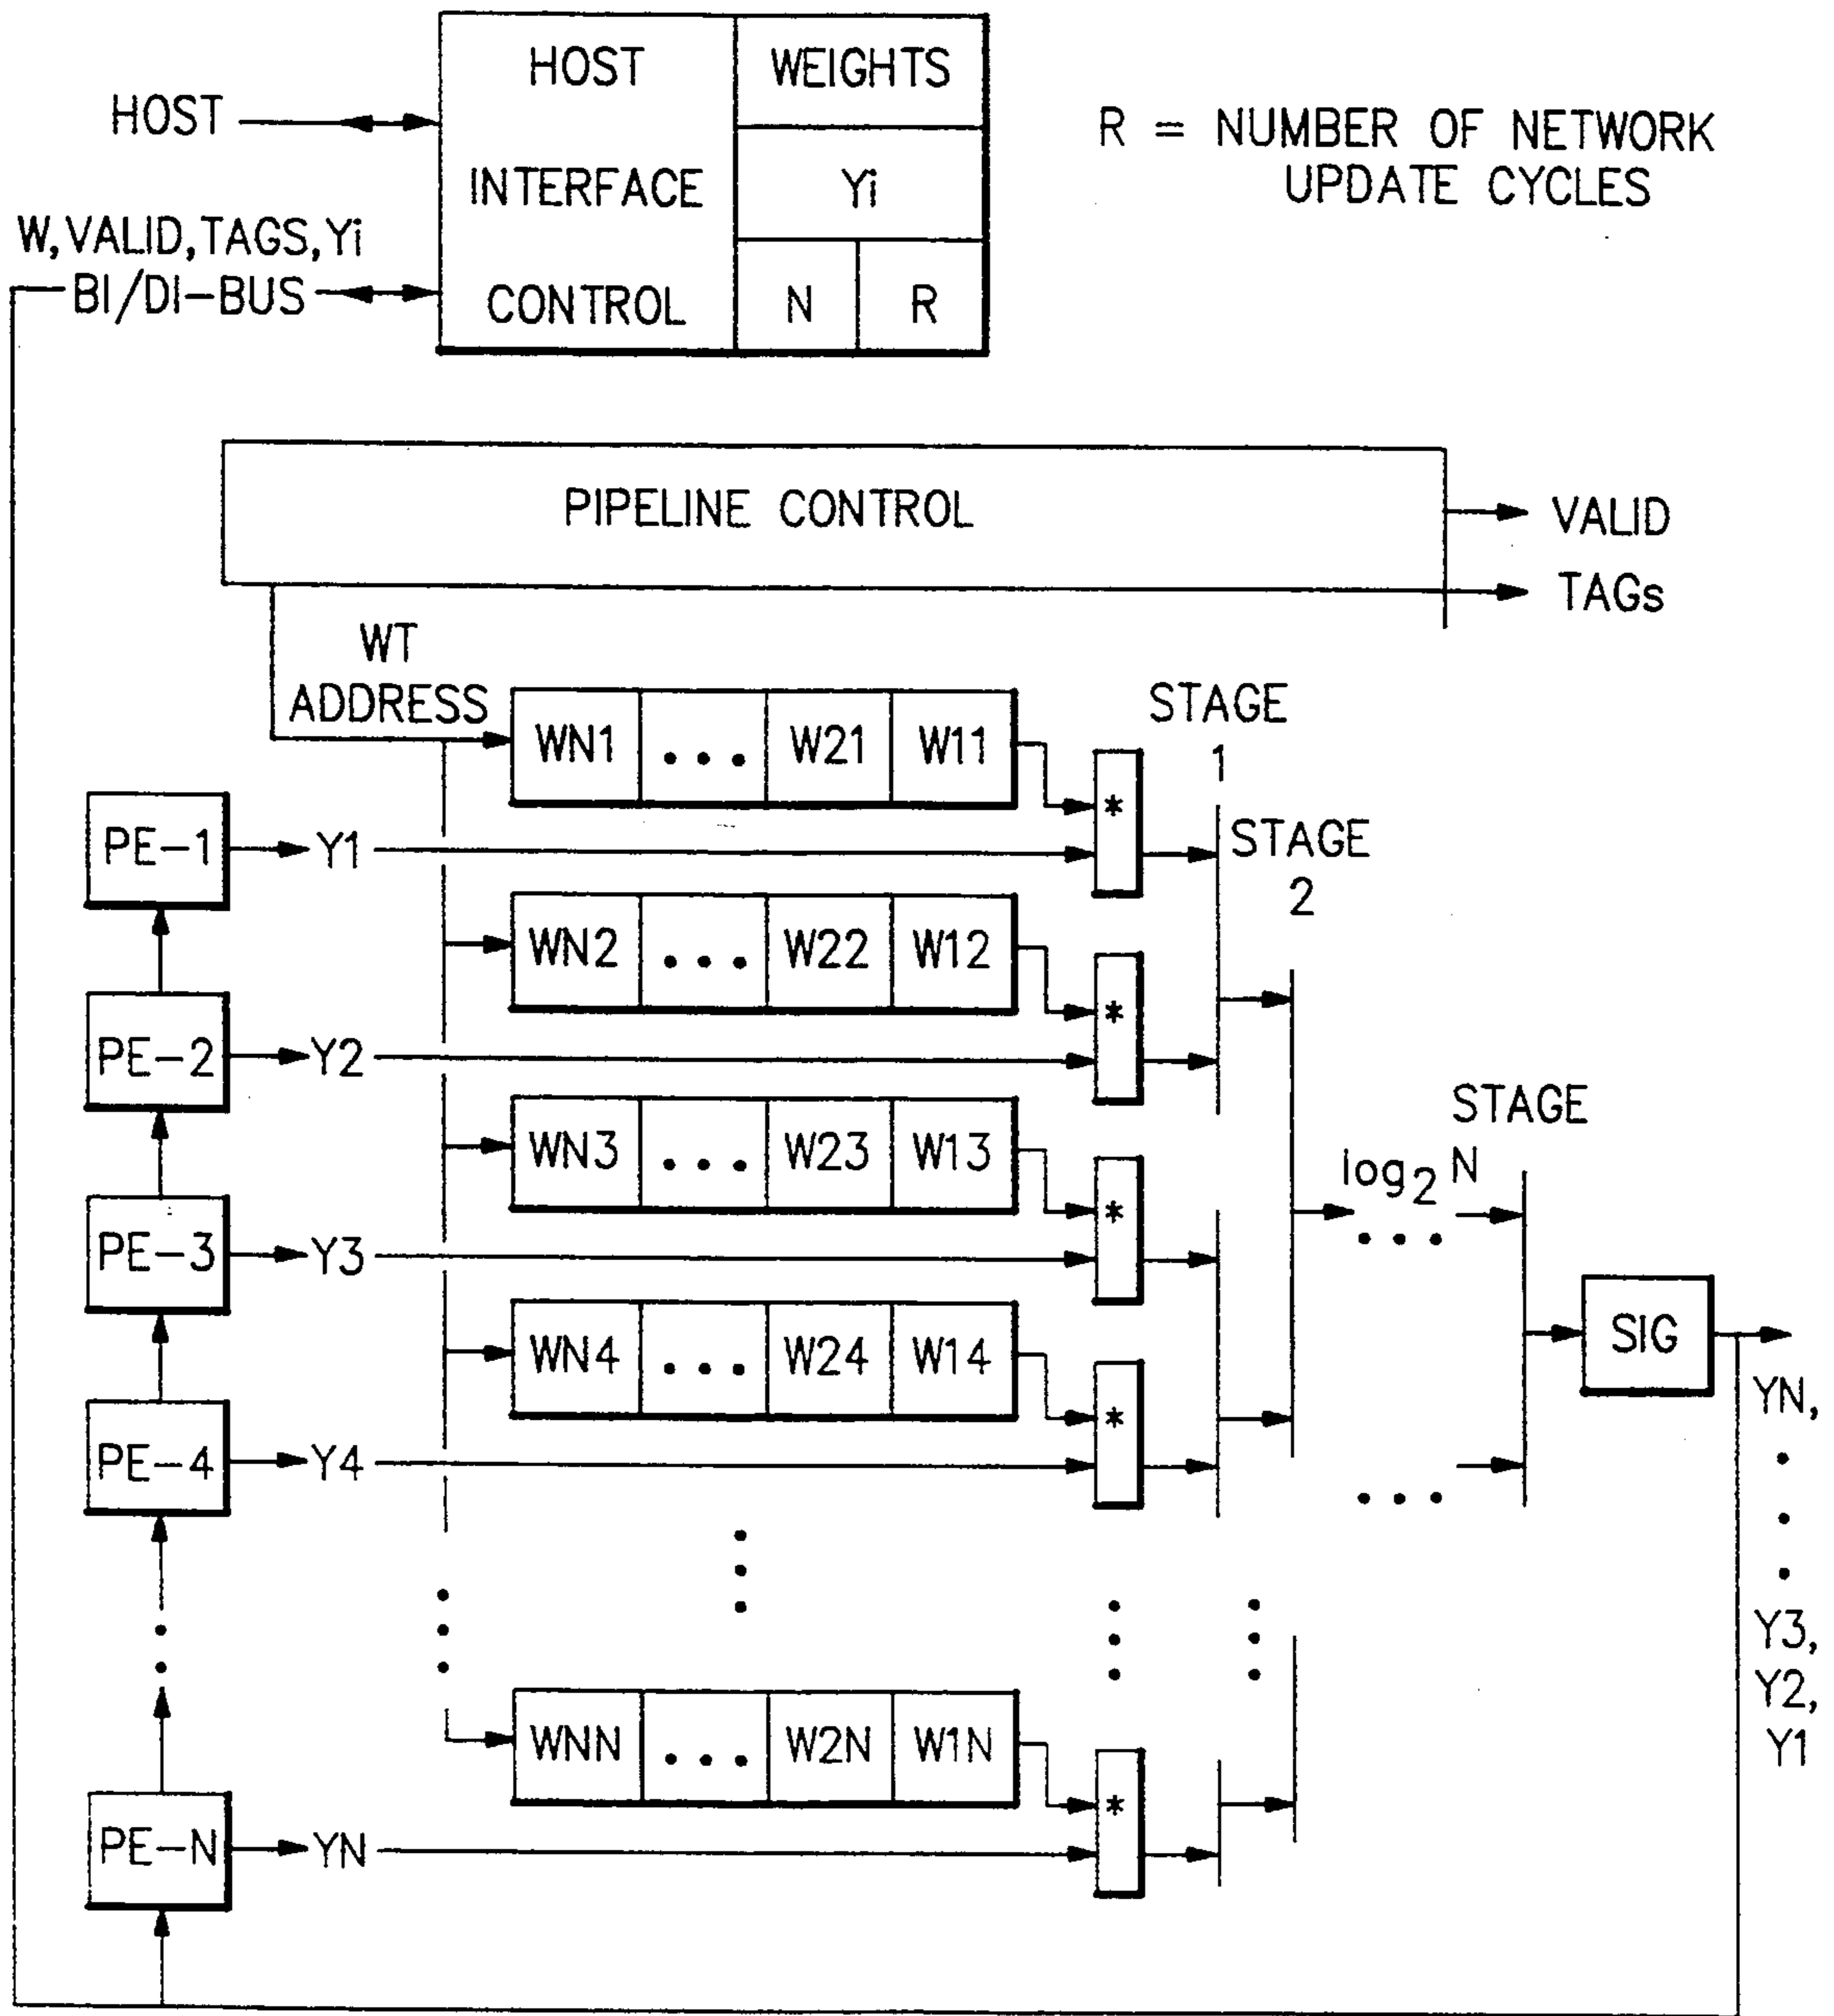 HOST
HOST
INTERFACE
CONTROL
WEIGHTS
Yi
N R
R = NUMBER OF NETWORK
UPDATE CYCLES
W,VALID,TAGS,Yi
BI/DI-BUS
PIPELINE CONTROL
VALID
TAGs
WT
ADDRESS
WN1 ... W21 W11
STAGE
1
*
PE-1
Y1
STAGE
2
WN2 ... W22 W12
*
PE-2
Y2
WN3 ... W23 W13
STAGE
log₂ N
...
*
PE-3
Y3
WN4 ... W24 W14
*
SIG
PE-4
Y4
...
YN,
.
.
.
Y3,
Y2,
Y1
WNN ... W2N W1N
*
PE-N
YN